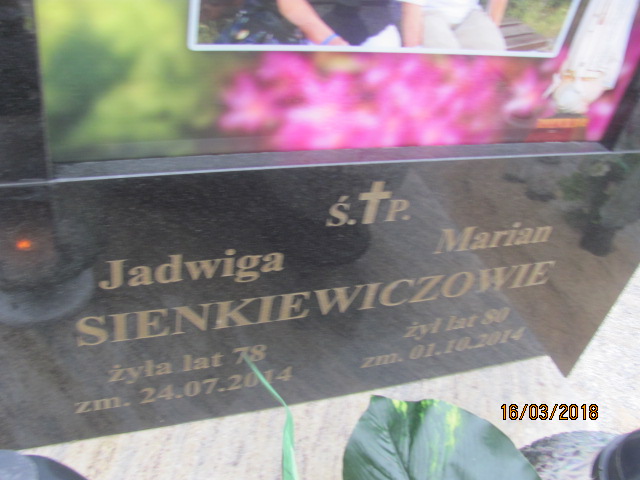 Ś.✝P.
Jadwiga Marian
SIENKIEWICZOWIE
żyła lat 78 żył lat 80
zm. 24.07.2014 zm. 01.10.2014
16/03/2018